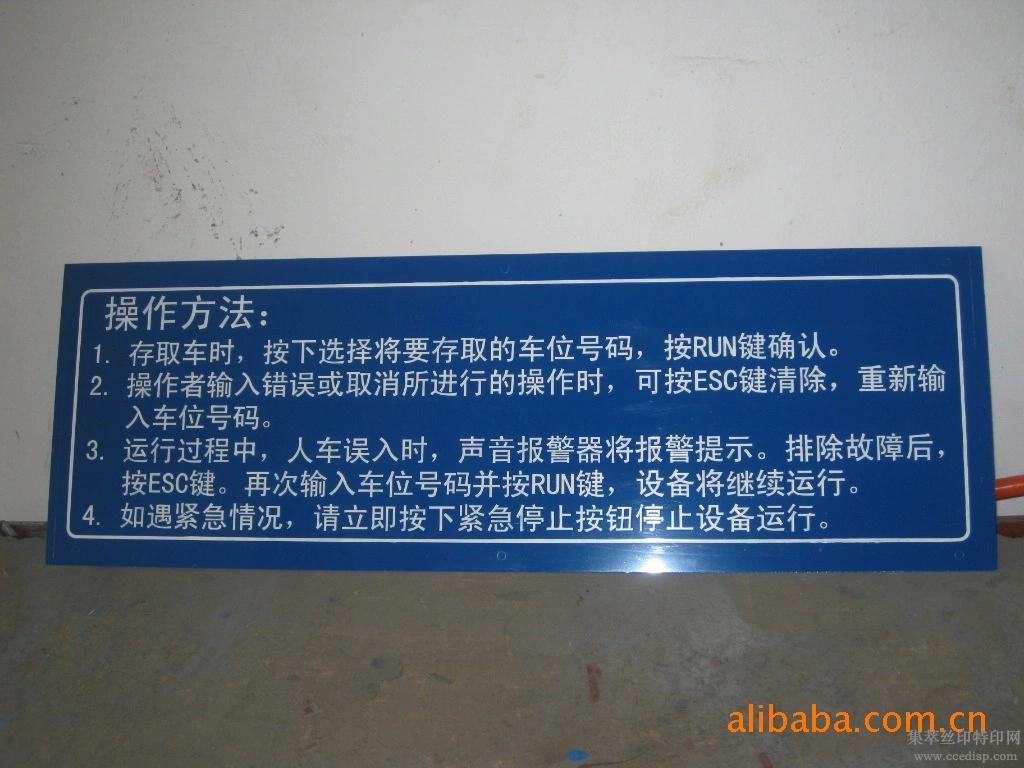 操作方法：
1. 存取车时，按下选择将要存取的车位号码，按RUN键确认。
2. 操作者输入错误或取消所进行的操作时，可按ESC键清除，重新输
入车位号码。
3. 运行过程中，人车误入时，声音报警器将报警提示。排除故障后，
按ESC键。再次输入车位号码并按RUN键，设备将继续运行。
4. 如遇紧急情况，请立即按下紧急停止按钮停止设备运行。
alibaba.com.cn
集萃丝印特印网
www.ccedisp.com